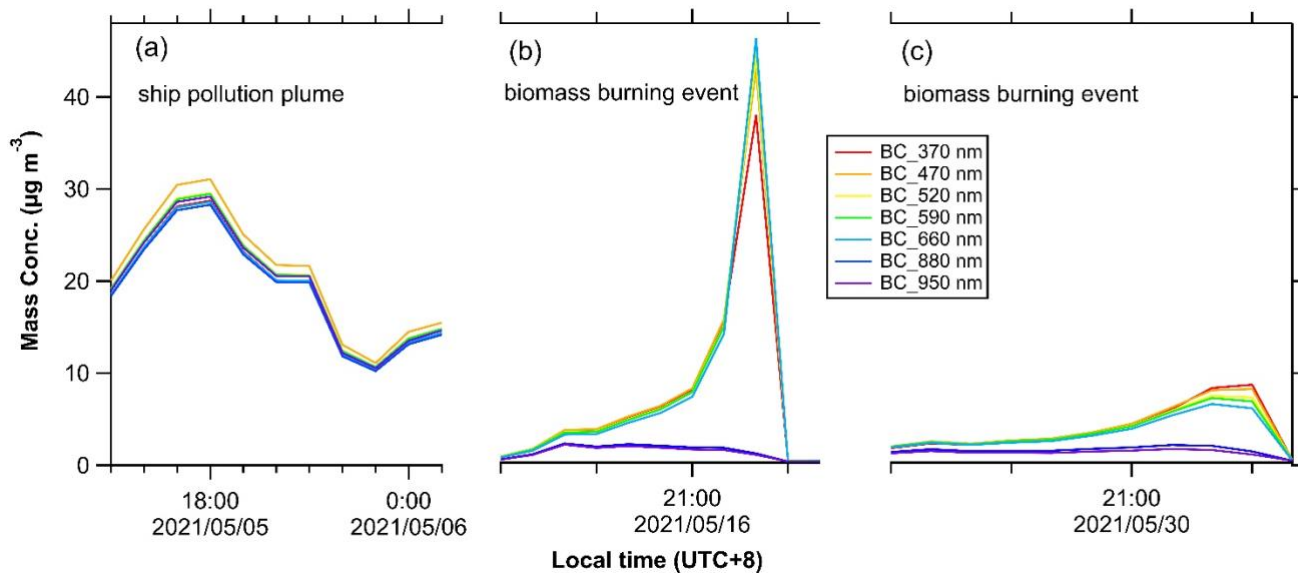 (a)
ship pollution plume
(b)
biomass burning event
(c)
biomass burning event
BC_370 nm
BC_470 nm
BC_520 nm
BC_590 nm
BC_660 nm
BC_880 nm
BC_950 nm
Mass Conc. (µg m⁻³)
40
30
20
10
0
18:00
2021/05/05
0:00
2021/05/06
21:00
2021/05/16
21:00
2021/05/30
Local time (UTC+8)